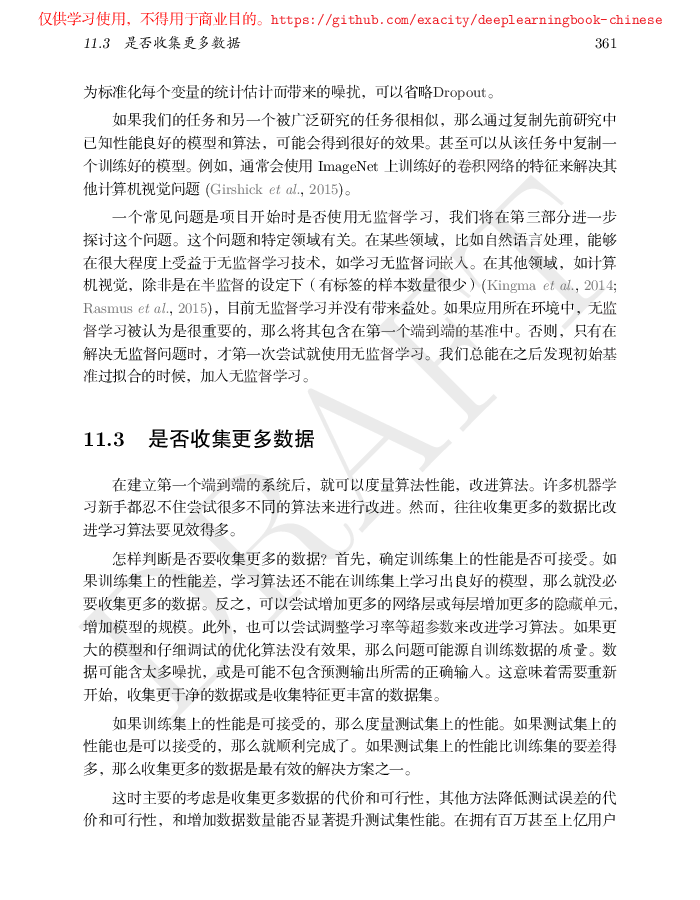 仅供学习使用，不得用于商业目的。https://github.com/exacity/deeplearningbook-chinese
11.3 是否收集更多数据 361
为标准化每个变量的统计估计而带来的噪扰，可以省略Dropout。
如果我们的任务和另一个被广泛研究的任务很相似，那么通过复制先前研究中
已知性能良好的模型和算法，可能会得到很好的效果。甚至可以从该任务中复制一
个训练好的模型。例如，通常会使用 ImageNet 上训练好的卷积网络的特征来解决其
他计算机视觉问题 (Girshick et al., 2015)。
一个常见问题是项目开始时是否使用无监督学习，我们将在第三部分进一步
探讨这个问题。这个问题和特定领域有关。在某些领域，比如自然语言处理，能够
在很大程度上受益于无监督学习技术，如学习无监督词嵌入。在其他领域，如计算
机视觉，除非是在半监督的设定下（有标签的样本数量很少）(Kingma et al., 2014;
Rasmus et al., 2015)，目前无监督学习并没有带来益处。如果应用所在环境中，无监
督学习被认为是很重要的，那么将其包含在第一个端到端的基准中。否则，只有在
解决无监督问题时，才第一次尝试就使用无监督学习。我们总能在之后发现初始基
准过拟合的时候，加入无监督学习。
11.3 是否收集更多数据
在建立第一个端到端的系统后，就可以度量算法性能，改进算法。许多机器学
习新手都忍不住尝试很多不同的算法来进行改进。然而，往往收集更多的数据比改
进学习算法要见效得多。
怎样判断是否要收集更多的数据？首先，确定训练集上的性能是否可接受。如
果训练集上的性能差，学习算法还不能在训练集上学习出良好的模型，那么就没必
要收集更多的数据。反之，可以尝试增加更多的网络层或每层增加更多的隐藏单元，
增加模型的规模。此外，也可以尝试调整学习率等超参数来改进学习算法。如果更
大的模型和仔细调试的优化算法没有效果，那么问题可能源自训练数据的质量。数
据可能含太多噪扰，或是可能不包含预测输出所需的正确输入。这意味着需要重新
开始，收集更干净的数据或是收集特征更丰富的数据集。
如果训练集上的性能是可接受的，那么度量测试集上的性能。如果测试集上的
性能也是可以接受的，那么就顺利完成了。如果测试集上的性能比训练集的要差得
多，那么收集更多的数据是最有效的解决方案之一。
这时主要的考虑是收集更多数据的代价和可行性，其他方法降低测试误差的代
价和可行性，和增加数据数量能否显著提升测试集性能。在拥有百万甚至上亿用户
DRAFT